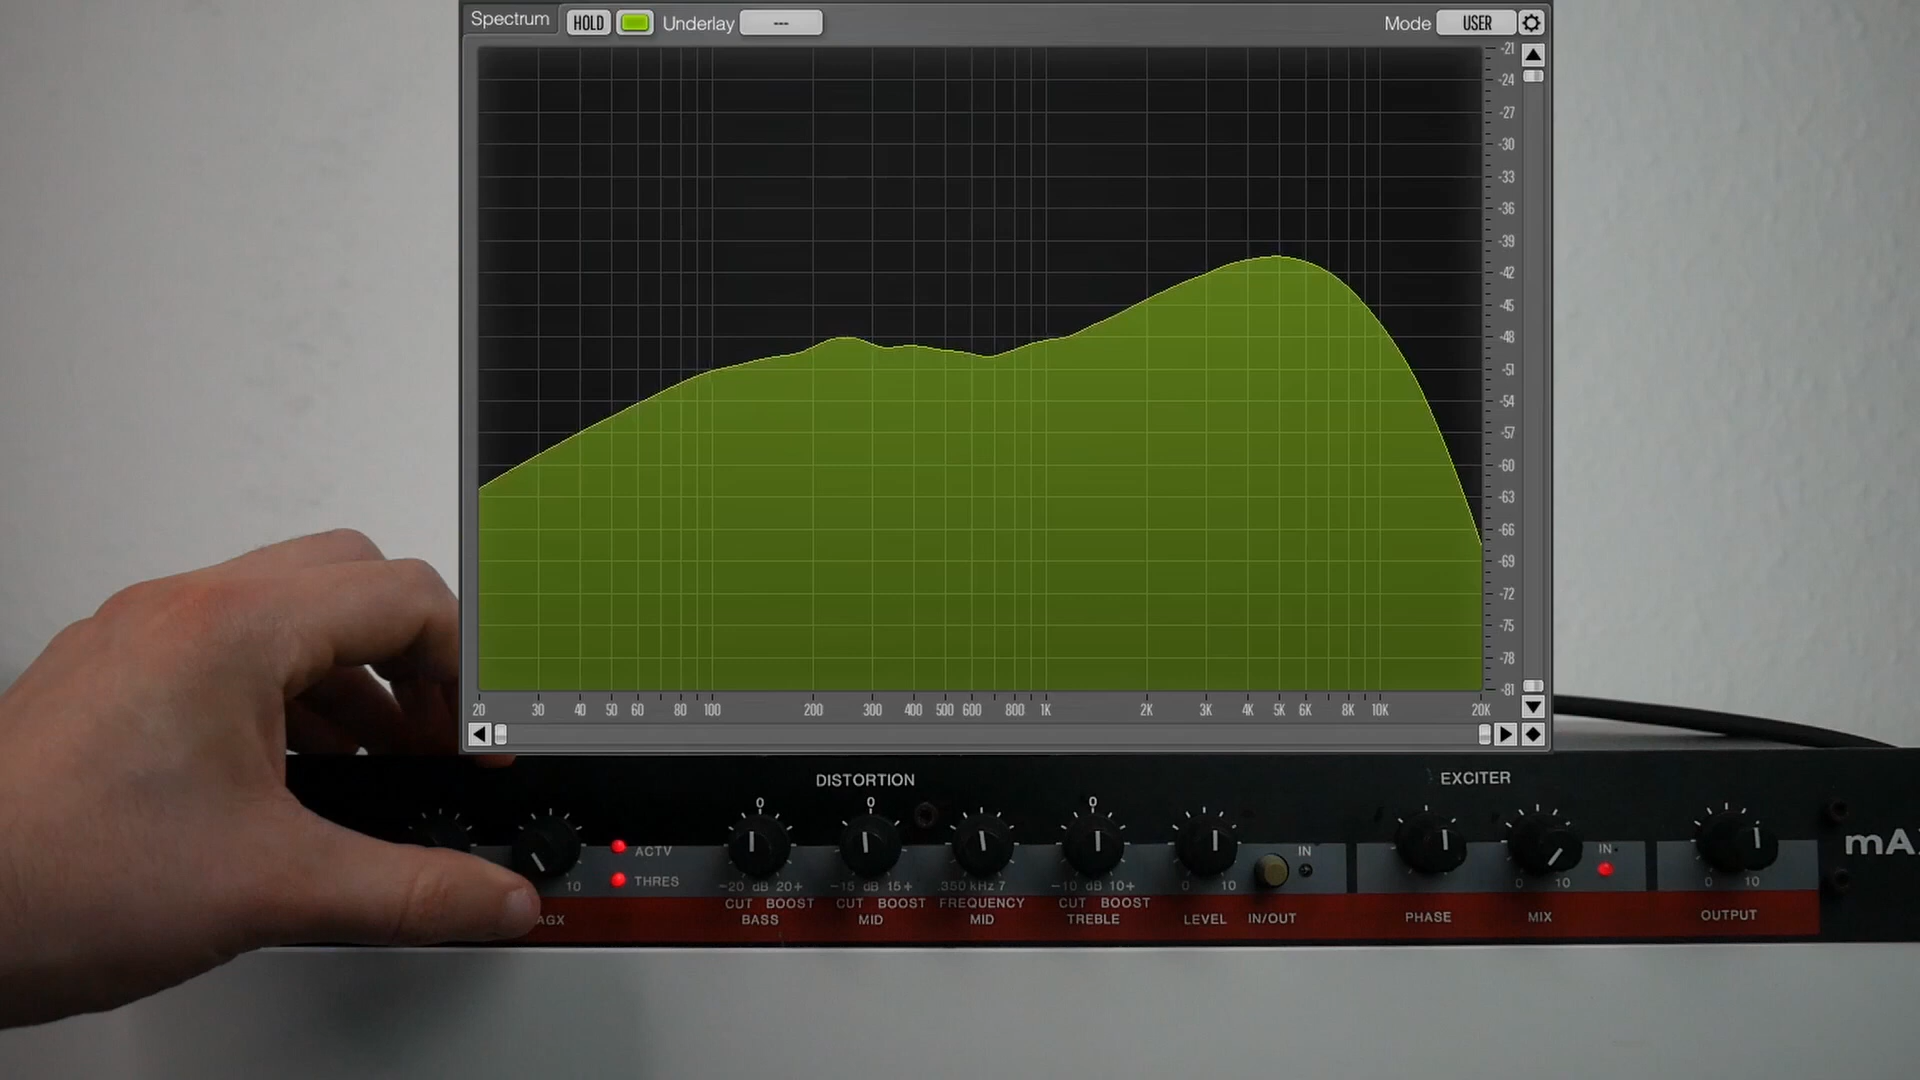 Spectrum HOLD Underlay --- Mode USER
-21
-24
-27
-30
-33
-36
-39
-42
-45
-48
-51
-54
-57
-60
-63
-66
-69
-72
-75
-78
-81
20 30 40 50 60 80 100 200 300 400 500 600 800 1K 2K 3K 4K 5K 6K 8K 10K 20K
DISTORTION EXCITER
0 0 0
ACTV IN IN
THRES
10 -20 dB 20+ -15 dB 15+ .350 kHz 7 -10 dB 10+ 0 10 0 10 0 10
CUT BOOST CUT BOOST FREQUENCY CUT BOOST
AGX BASS MID MID TREBLE LEVEL IN/OUT PHASE MIX OUTPUT